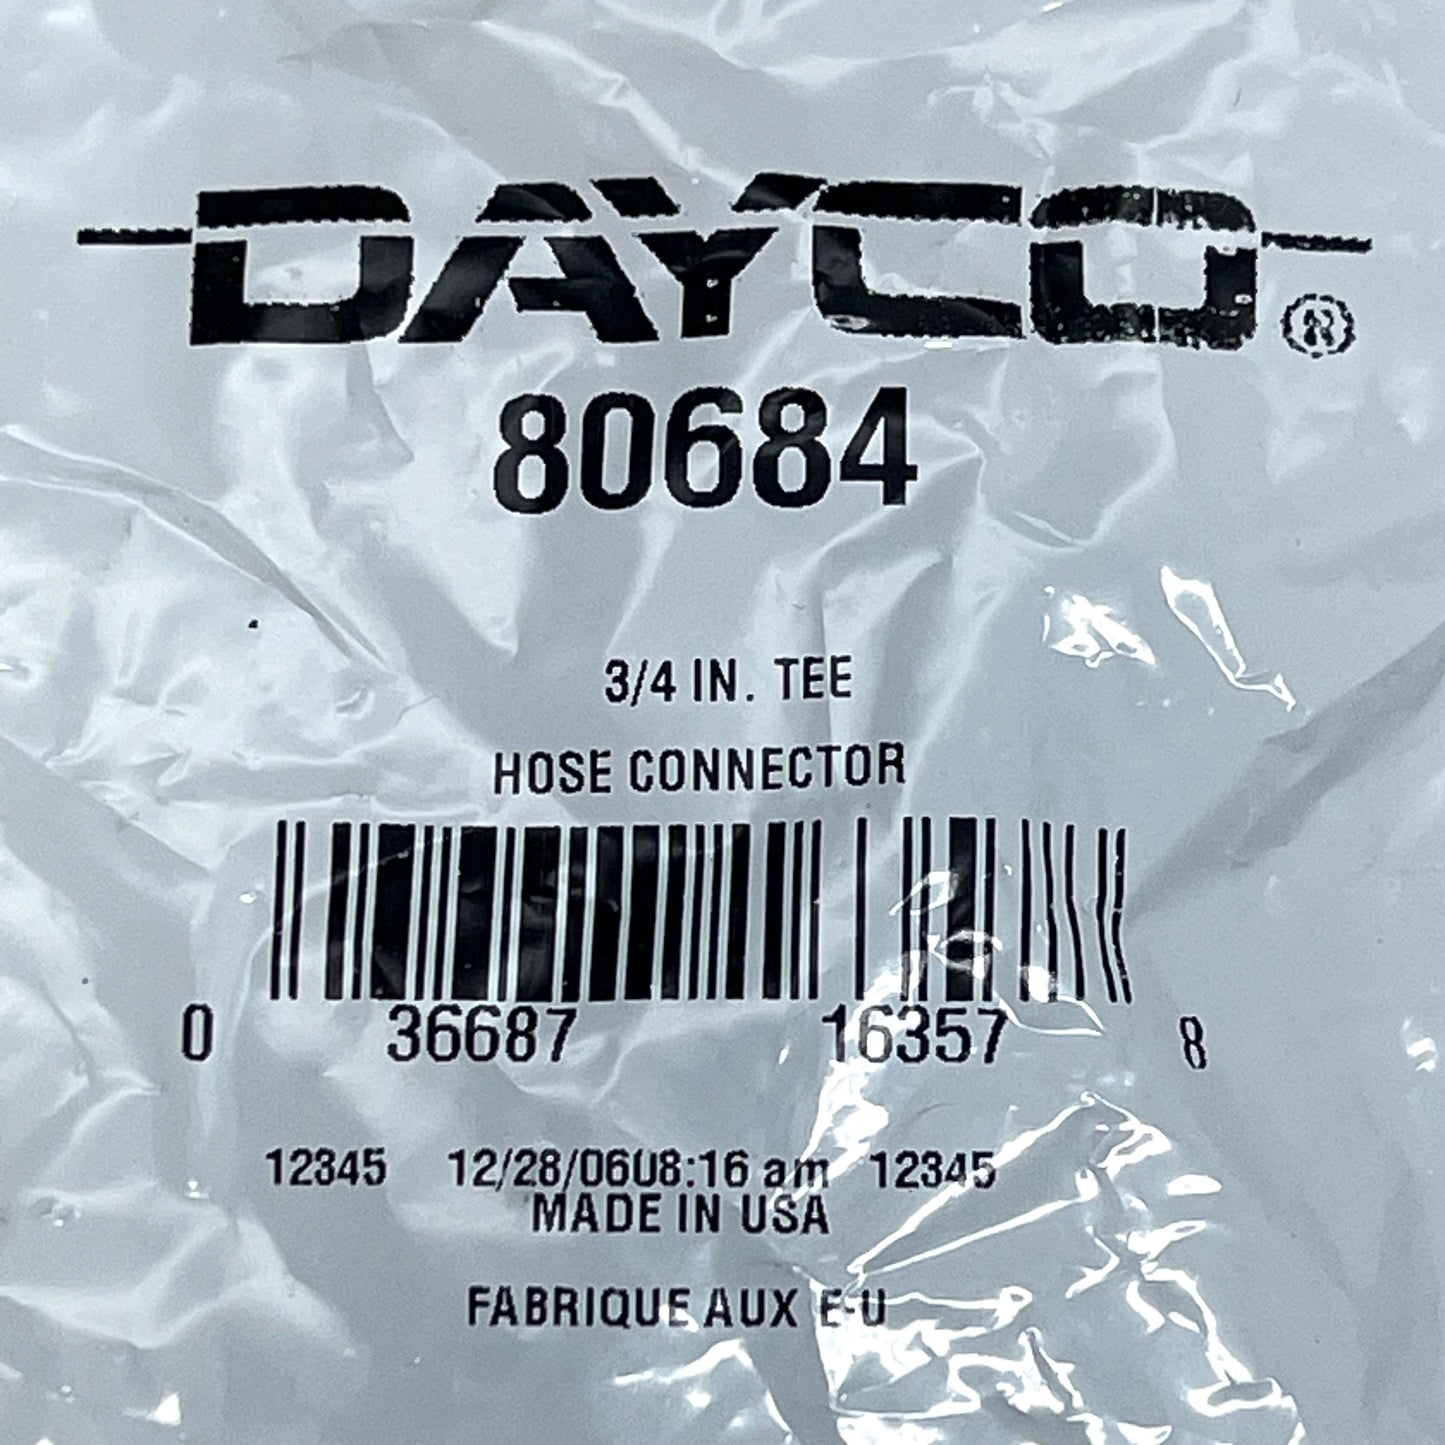 DAYCO®
80684
3/4 IN. TEE
HOSE CONNECTOR
0 36687 16357 8
12345 12/28/0608:16 am 12345
MADE IN USA
FABRIQUE AUX E-U